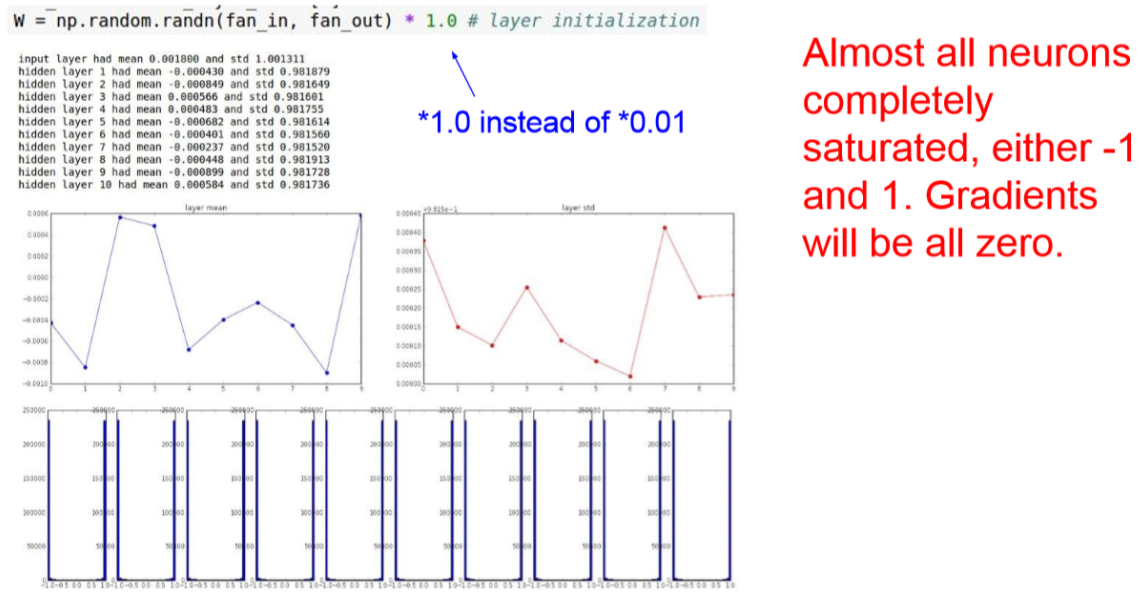 W = np.random.randn(fan_in, fan_out) * 1.0 # layer initialization
input layer had mean 0.001800 and std 1.001311
hidden layer 1 had mean -0.000430 and std 0.981879
hidden layer 2 had mean -0.000849 and std 0.981649
hidden layer 3 had mean 0.000566 and std 0.981601
hidden layer 4 had mean 0.000483 and std 0.981755
hidden layer 5 had mean -0.000682 and std 0.981614
hidden layer 6 had mean -0.000401 and std 0.981560
hidden layer 7 had mean -0.000237 and std 0.981520
hidden layer 8 had mean -0.000448 and std 0.981913
hidden layer 9 had mean -0.000899 and std 0.981728
hidden layer 10 had mean 0.000584 and std 0.981736
*1.0 instead of *0.01
Almost all neurons
completely
saturated, either -1
and 1. Gradients
will be all zero.
layer mean
0.0006
0.0004
0.0002
0.0000
−0.0002
−0.0004
−0.0006
−0.0008
−0.0010
0 1 2 3 4 5 6 7 8 9
layer std
+9.815e−1
0.00045
0.00040
0.00035
0.00030
0.00025
0.00020
0.00015
0.00010
0.00005
0.00000
0 1 2 3 4 5 6 7 8 9
250000
200000
150000
100000
50000